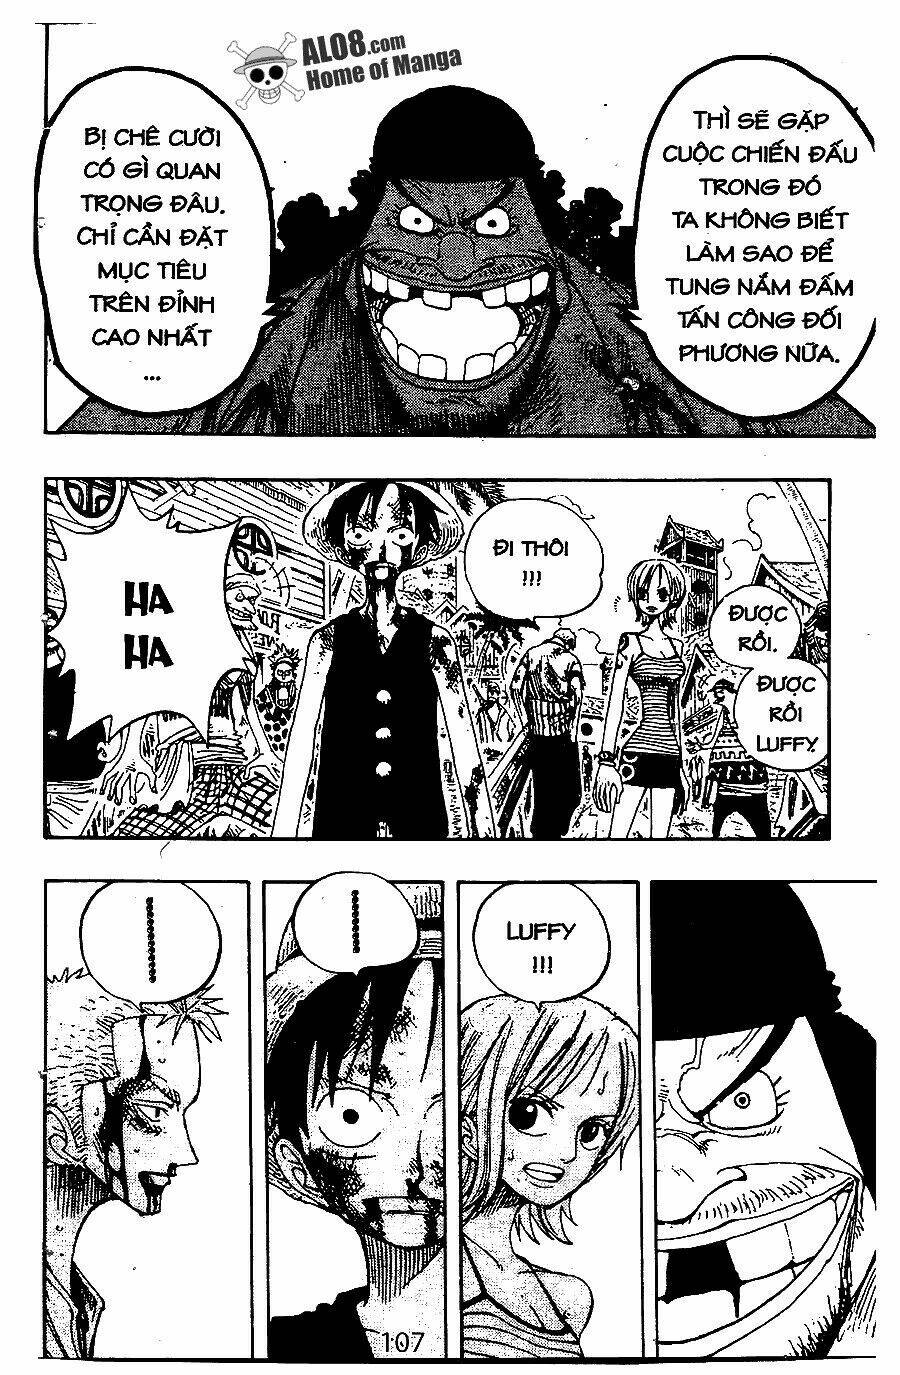 AL08.com
Home of Manga
THÌ SẼ GẶP
CUỘC CHIẾN ĐẤU
TRONG ĐÓ
TA KHÔNG BIẾT
LÀM SAO ĐỂ
TUNG NẮM ĐẤM
TẤN CÔNG ĐỐI
PHƯƠNG NỮA.
BỊ CHÊ CƯỜI
CÓ GÌ QUAN
TRỌNG ĐÂU.
CHỈ CẦN ĐẶT
MỤC TIÊU
TRÊN ĐỈNH
CAO NHẤT
...
HA
HA
ĐI THÔI
!!!
ĐƯỢC
RỒI.
ĐƯỢC
RỒI
LUFFY.
LUFFY
!!!
107